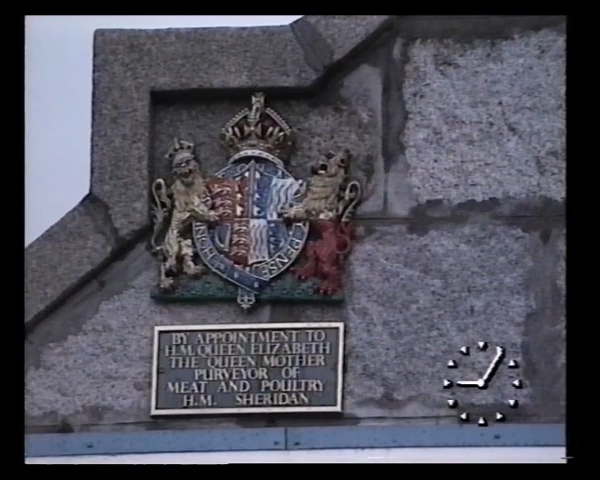 BY APPOINTMENT TO
H.M. QUEEN ELIZABETH
THE QUEEN MOTHER
PURVEYOR OF
MEAT AND POULTRY
H.M. SHERIDAN